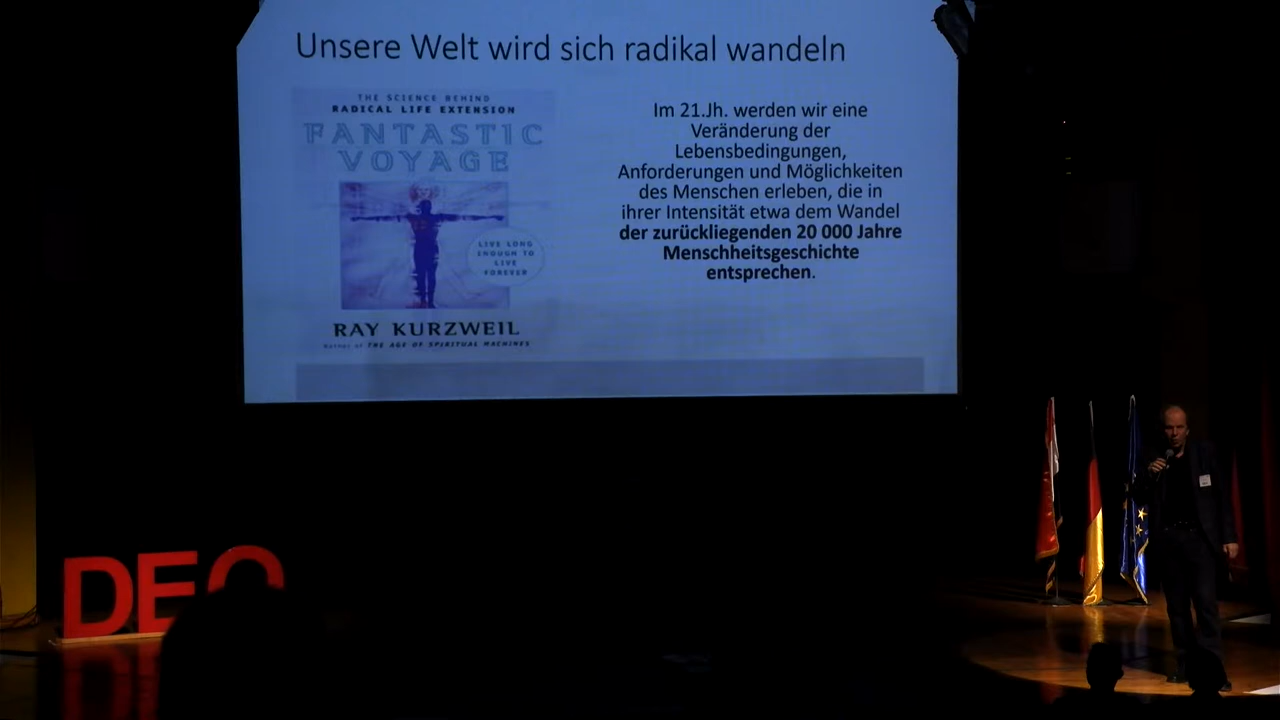 Unsere Welt wird sich radikal wandeln
THE SCIENCE BEHIND
RADICAL LIFE EXTENSION
FANTASTIC
VOYAGE
LIVE LONG
ENOUGH TO
LIVE
FOREVER
RAY KURZWEIL
Author of THE AGE OF SPIRITUAL MACHINES
Im 21.Jh. werden wir eine
Veränderung der
Lebensbedingungen,
Anforderungen und Möglichkeiten
des Menschen erleben, die in
ihrer Intensität etwa dem Wandel
der zurückliegenden 20 000 Jahre
Menschheitsgeschichte
entsprechen.
DEO